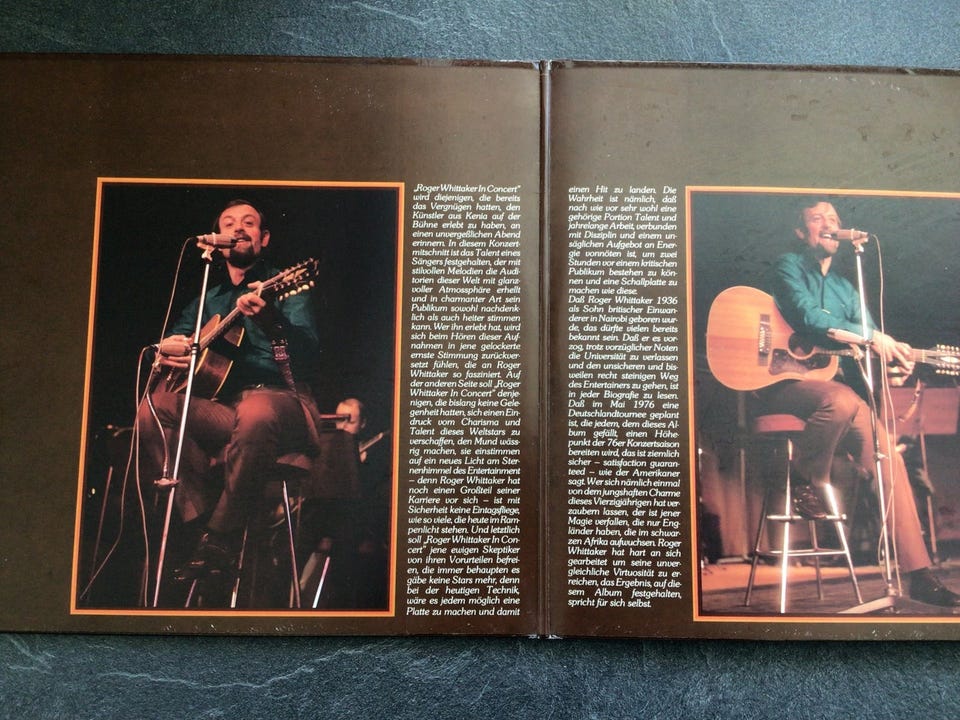 „Roger Whittaker In Concert"
wird diejenigen, die bereits
das Vergnügen hatten, den
Künstler aus Kenia auf der
Bühne erlebt zu haben, an
einen unvergeßlichen Abend
erinnern. In diesem Konzert-
mitschnitt ist das Talent eines
Sängers festgehalten, der mit
stilvollen Melodien die Audi-
torien dieser Welt mit glanz-
voller Atmossphäre erhellt
und in charmanter Art sein
Publikum sowohl nachdenk-
lich als auch heiter stimmen
kann. Wer ihn erlebt hat, wird
sich beim Hören dieser Auf-
nahmen in jene gelockerte
ernste Stimmung zurückver-
setzt fühlen, die an Roger
Whittaker so fasziniert. Auf
der anderen Seite soll „Roger
Whittaker In Concert" denje-
nigen, die bislang keine Gele-
genheit hatten, sich einen Ein-
druck vom Charisma und
Talent dieses Weltstars zu
verschaffen, den Mund wäss-
rig machen, sie einstimmen
auf ein neues Licht am Ster-
nenhimmel des Entertainment
– denn Roger Whittaker hat
noch einen Großteil seiner
Karriere vor sich – ist mit
Sicherheit keine Eintagsfliege,
wie so viele, die heute im Ram-
penlicht stehen. Und letztlich
soll „Roger Whittaker In Con-
cert" jene ewigen Skeptiker
von ihren Vorurteilen befrei-
en, die immer behaupten es
gäbe keine Stars mehr, denn
bei der heutigen Technik,
wäre es jedem möglich eine
Platte zu machen und damit
einen Hit zu landen. Die
Wahrheit ist nämlich, daß
nach wie vor sehr wohl eine
gehörige Portion Talent und
jahrelange Arbeit, verbunden
mit Disziplin und einem un-
säglichen Aufgebot an Ener-
gie vonnöten ist, um zwei
Stunden vor einem kritischen
Publikum bestehen zu kön-
nen und eine Schallplatte zu
machen wie diese.
Daß Roger Whittaker 1936
als Sohn britischer Einwan-
derer in Nairobi geboren wur-
de, das dürfte vielen bereits
bekannt sein. Daß er es vor-
zog, trotz vorzüglicher Noten
die Universität zu verlassen
und den unsicheren und bis-
weilen recht steinigen Weg
des Entertainers zu gehen, ist
in jeder Biografie zu lesen.
Daß im Mai 1976 eine
Deutschlandtournee geplant
ist, die jedem, dem dieses Al-
bum gefällt, einen Höhe-
punkt der 76er Konzertsaison
bereiten wird, das ist ziemlich
sicher – satisfaction guaran-
teed – wie der Amerikaner
sagt. Wer sich nämlich einmal
von dem jungshaften Charme
dieses Vierzigjährigen hat ver-
zaubern lassen, der ist jener
Magie verfallen, die nur Eng-
länder haben, die im schwar-
zen Afrika aufwuchsen. Roger
Whittaker hat hart an sich
gearbeitet um seine unver-
gleichliche Virtuosität zu er-
reichen, das Ergebnis, auf die-
sem Album festgehalten,
spricht für sich selbst.